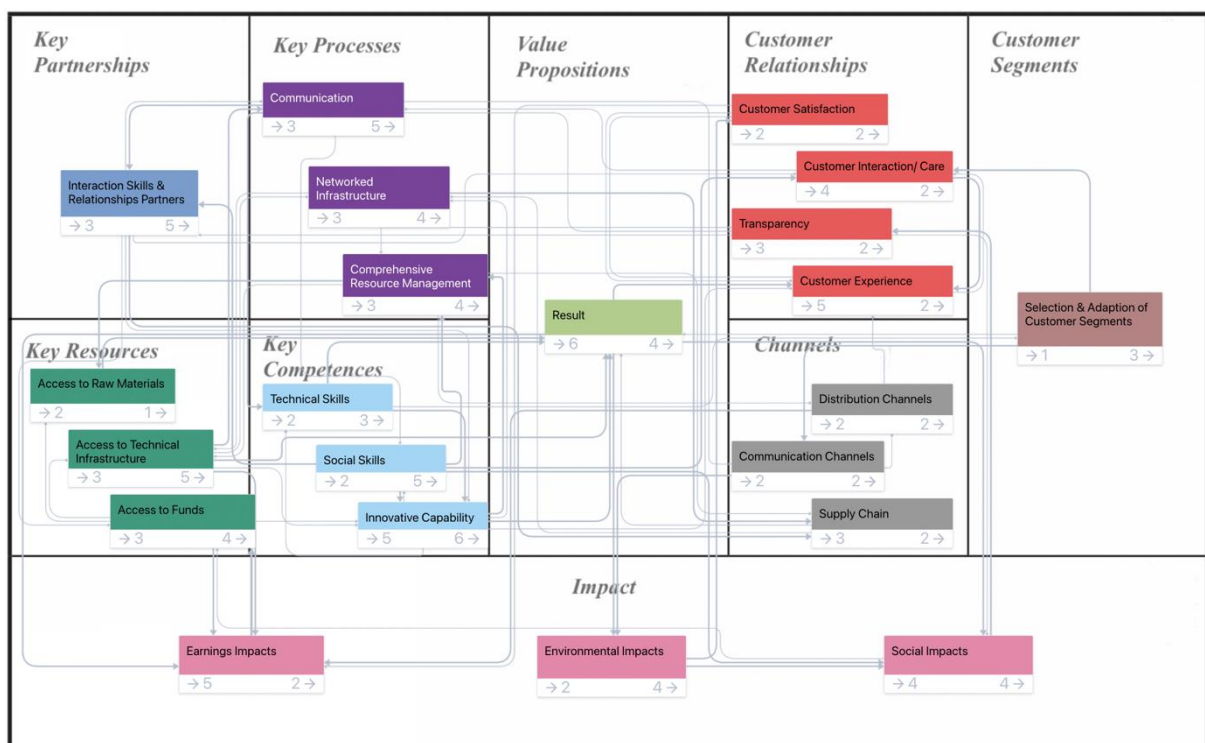 Key
Partnerships
Key Processes
Value
Propositions
Customer
Relationships
Customer
Segments
Communication
→ 3 5 →
Interaction Skills &
Relationships Partners
→ 3 5 →
Networked
Infrastructure
→ 3 4 →
Comprehensive
Resource Management
→ 3 4 →
Result
→ 6 4 →
Customer Satisfaction
→ 2 2 →
Customer Interaction/ Care
→ 4 2 →
Transparency
→ 3 2 →
Customer Experience
→ 5 2 →
Selection & Adaption of
Customer Segments
→ 1 3 →
Key Resources
Access to Raw Materials
→ 2 1 →
Access to Technical
Infrastructure
→ 3 5 →
Access to Funds
→ 3 4 →
Key
Competences
Technical Skills
→ 2 3 →
Social Skills
→ 2 5 →
Innovative Capability
→ 5 6 →
Channels
Distribution Channels
→ 2 2 →
Communication Channels
→ 2 2 →
Supply Chain
→ 3 2 →
Impact
Earnings Impacts
→ 5 2 →
Environmental Impacts
→ 2 4 →
Social Impacts
→ 4 4 →